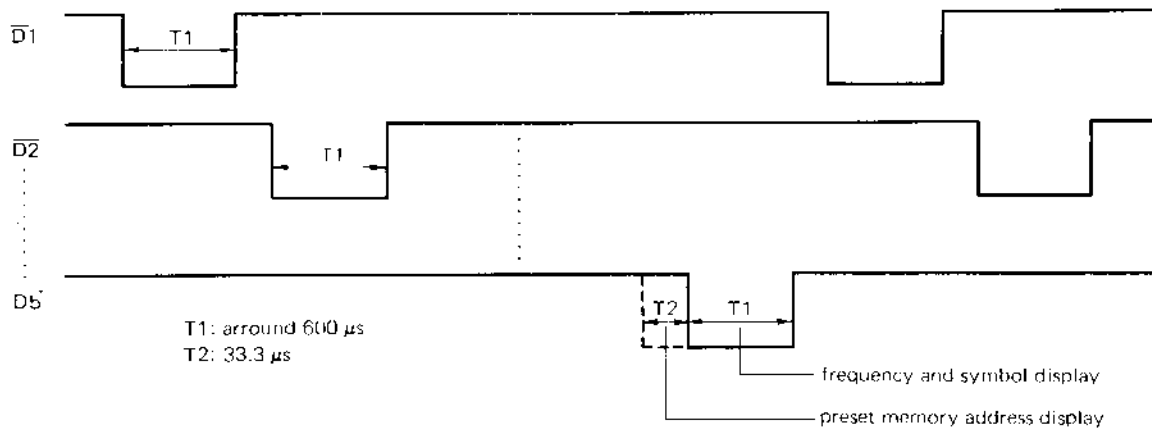 D1
T1
D2
T1
D5
T2
T1
T1: arround 600 μs
T2: 33.3 μs
frequency and symbol display
preset memory address display